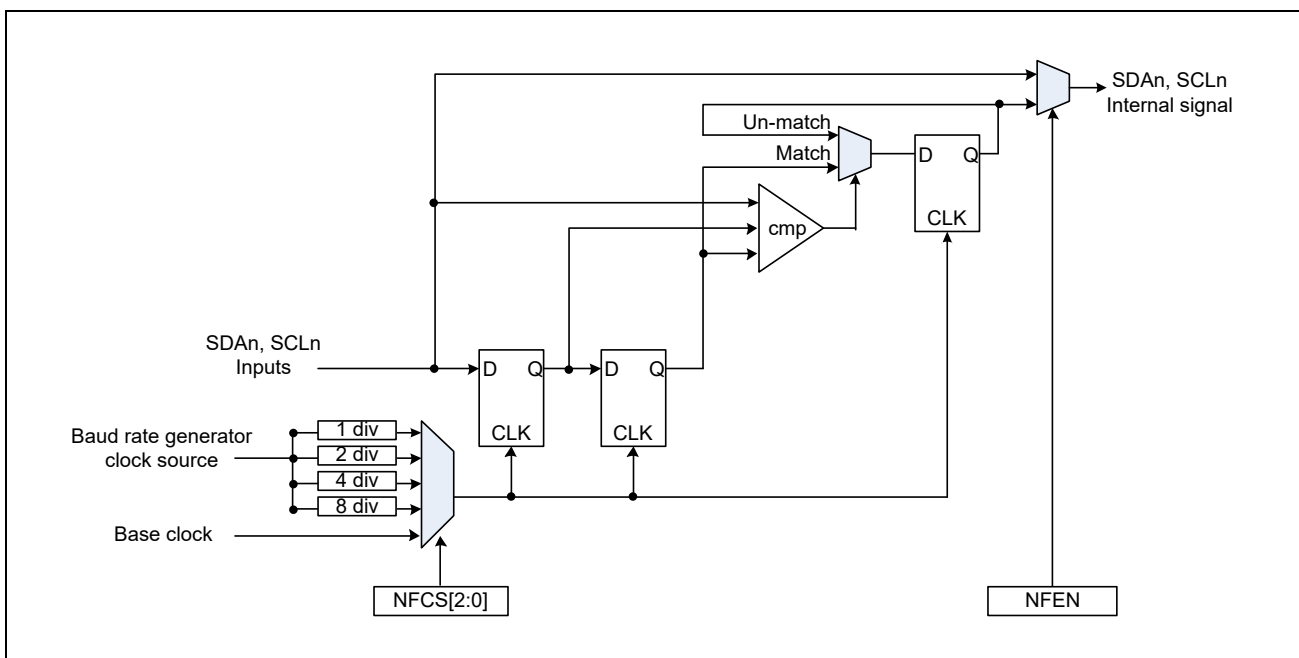 SDAn, SCLn
Internal signal
Un-match
Match
D Q
CLK
cmp
SDAn, SCLn
Inputs
D Q
CLK
D Q
CLK
Baud rate generator
clock source
1 div
2 div
4 div
8 div
Base clock
NFCS[2:0]
NFEN